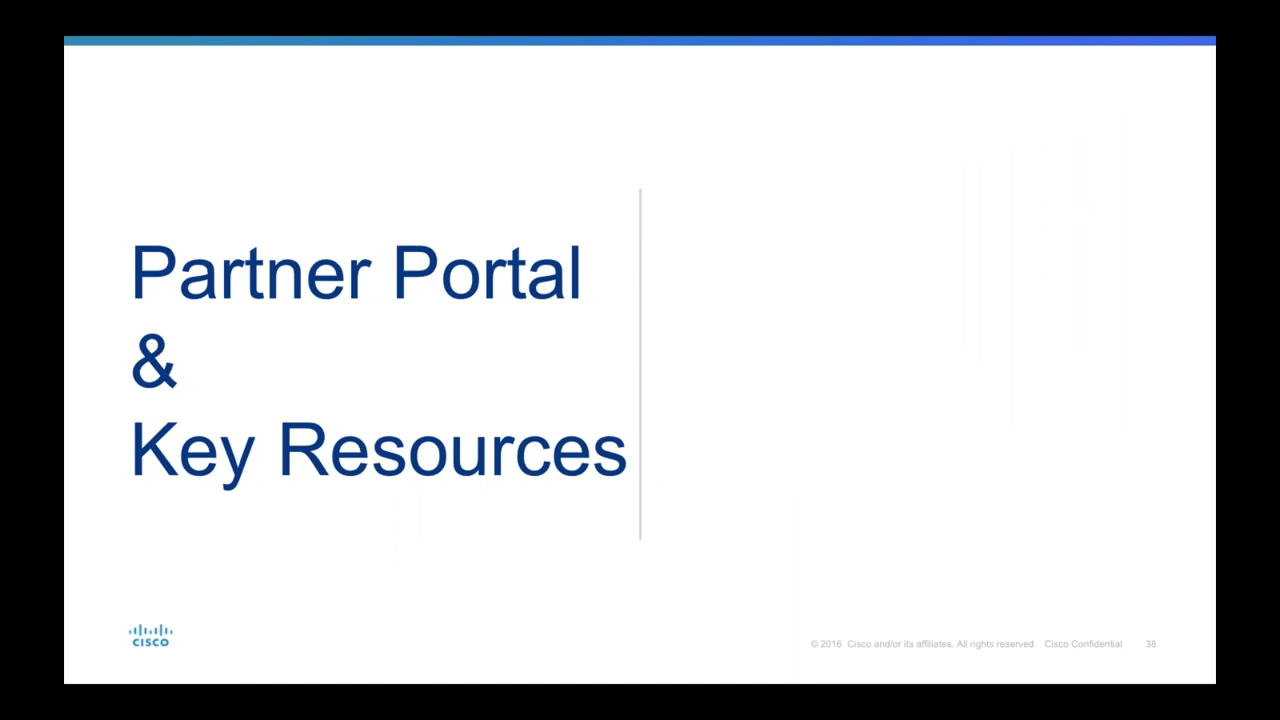 Partner Portal
&
Key Resources
CISCO
© 2016 Cisco and/or its affiliates. All rights reserved. Cisco Confidential 38